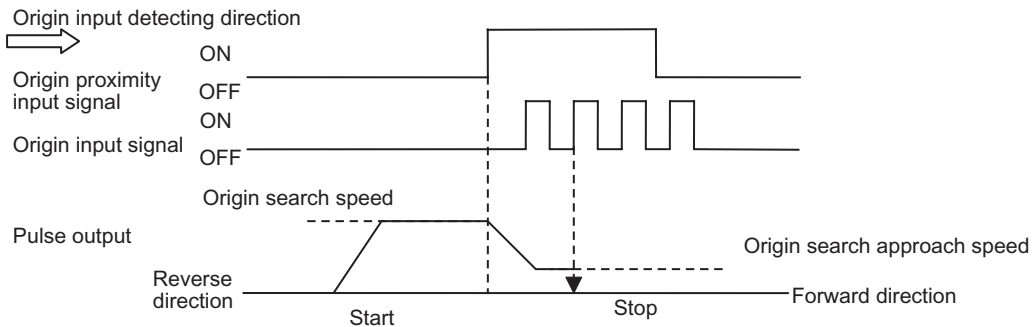 Origin input detecting direction
ON
Origin proximity
input signal
OFF
ON
Origin input signal
OFF
Origin search speed
Pulse output
Origin search approach speed
Reverse
direction
Forward direction
Start
Stop